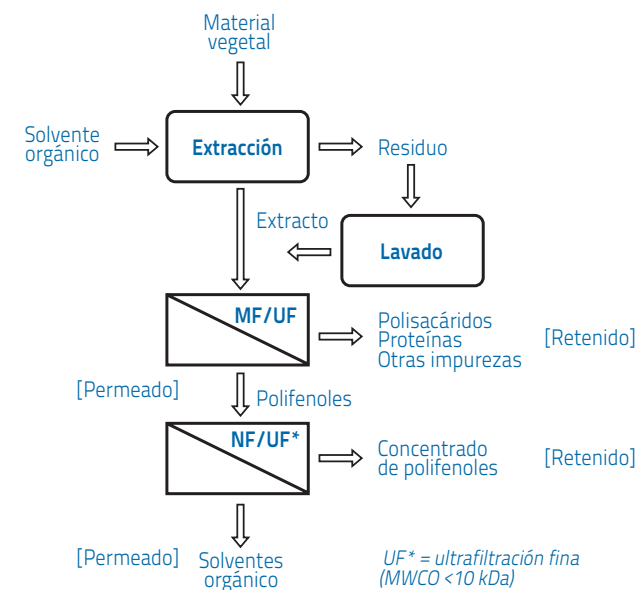 Material
vegetal
Solvente
orgánico
Extracción
Residuo
Extracto
Lavado
MF/UF
Polisacáridos
Proteínas
Otras impurezas
[Retenido]
[Permeado]
Polifenoles
NF/UF*
Concentrado
de polifenoles
[Retenido]
[Permeado]
Solventes
orgánico
UF* = ultrafiltración fina
(MWCO <10 kDa)